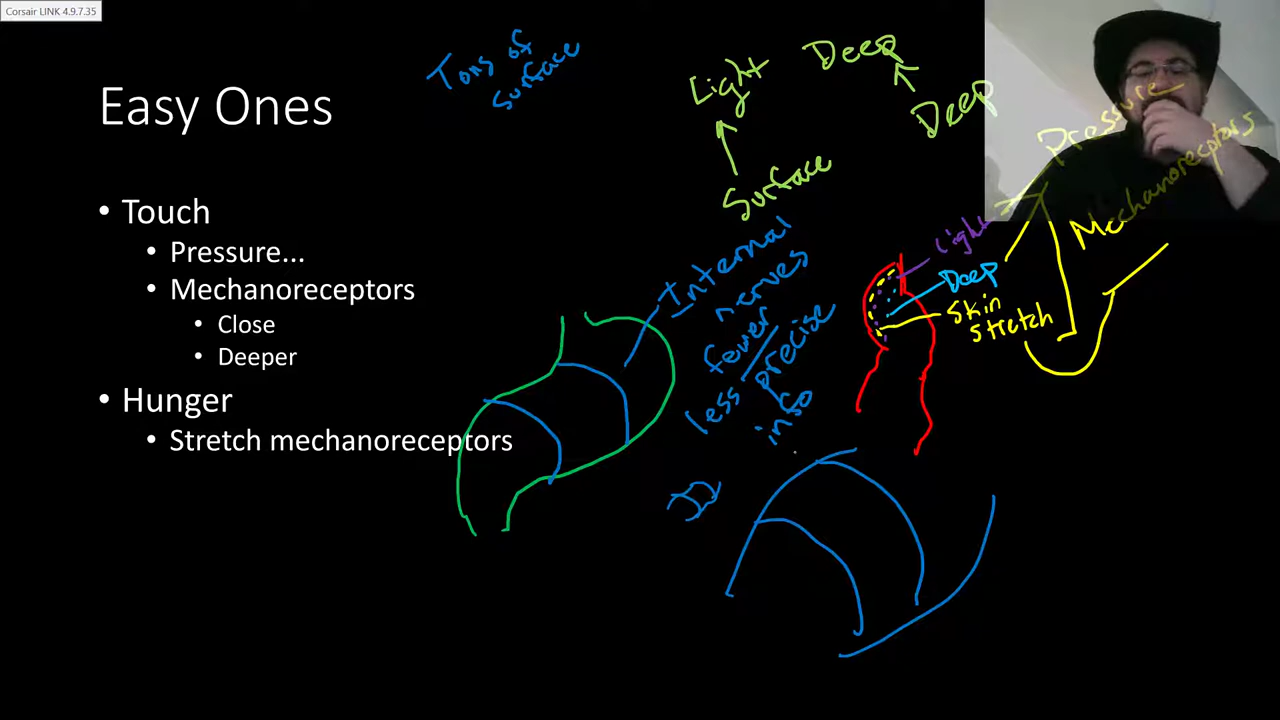 Corsair LINK 4.9.7.35
Easy Ones
• Touch
• Pressure...
• Mechanoreceptors
• Close
• Deeper
• Hunger
• Stretch mechanoreceptors
Tons of
Surface
Light
Surface
Deep
Deep
Pressure
Mechanoreceptors
Light
Deep
Skin
Stretch
Internal
nerves
fewer
less precise
info